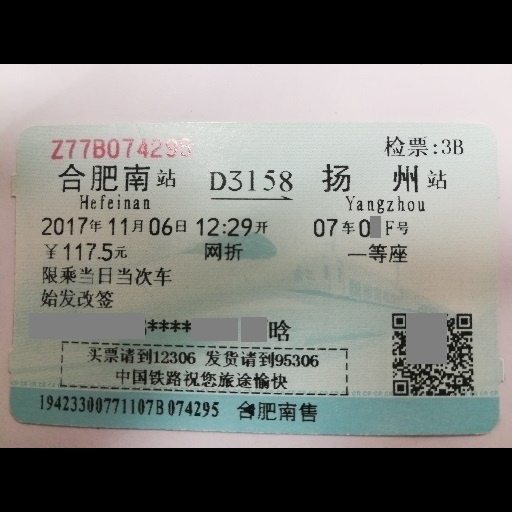 Z77B074295 检票:3B
合肥南站 D3158 扬州站
Hefeinan Yangzhou
2017年11月06日12:29开 07车0 F号
￥117.5元 网折 一等座
限乘当日当次车
始发改签
**** 晗
买票请到12306 发货请到95306
中国铁路祝您旅途愉快
19423300771107B074295 合肥南售